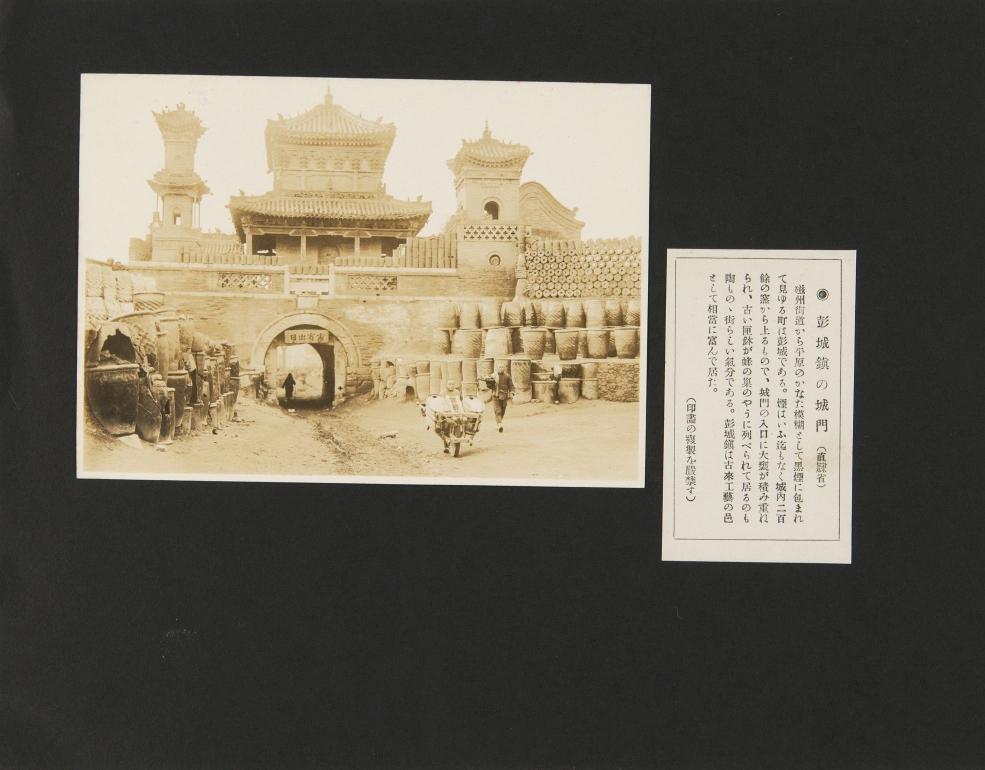 彭城鎭の城門（直隷省）
磁州街道から平原のかなた模糊として黒煙に包まれ
て見ゆる町は彭城である。煙はいふ迄もなく城内二百
餘の窯から上るもので、城門の入口に大甕が積み重ね
られ、古い匣鉢が蜂の巣のやうに列べられて居るのも
陶もの丶街らしい氣分である。彭城鎭は古來工藝の邑
として相當に富んで居た。
（印畵の複製を嚴禁す）